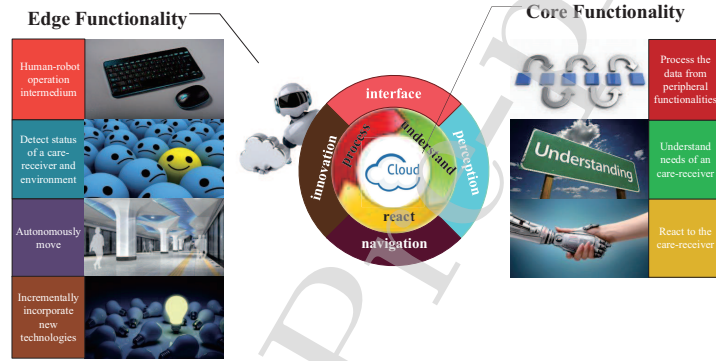 Edge Functionality
Core Functionality
Human-robot
operation
intermedium
Detect status
of a care-
receiver and
environment
Autonomously
move
Incrementally
incorporate
new
technologies
interface
perception
navigation
innovation
process
understand
react
Cloud
Understanding
Process the
data from
peripheral
functionalities
Understand
needs of an
care-receiver
React to the
care-receiver
Prep